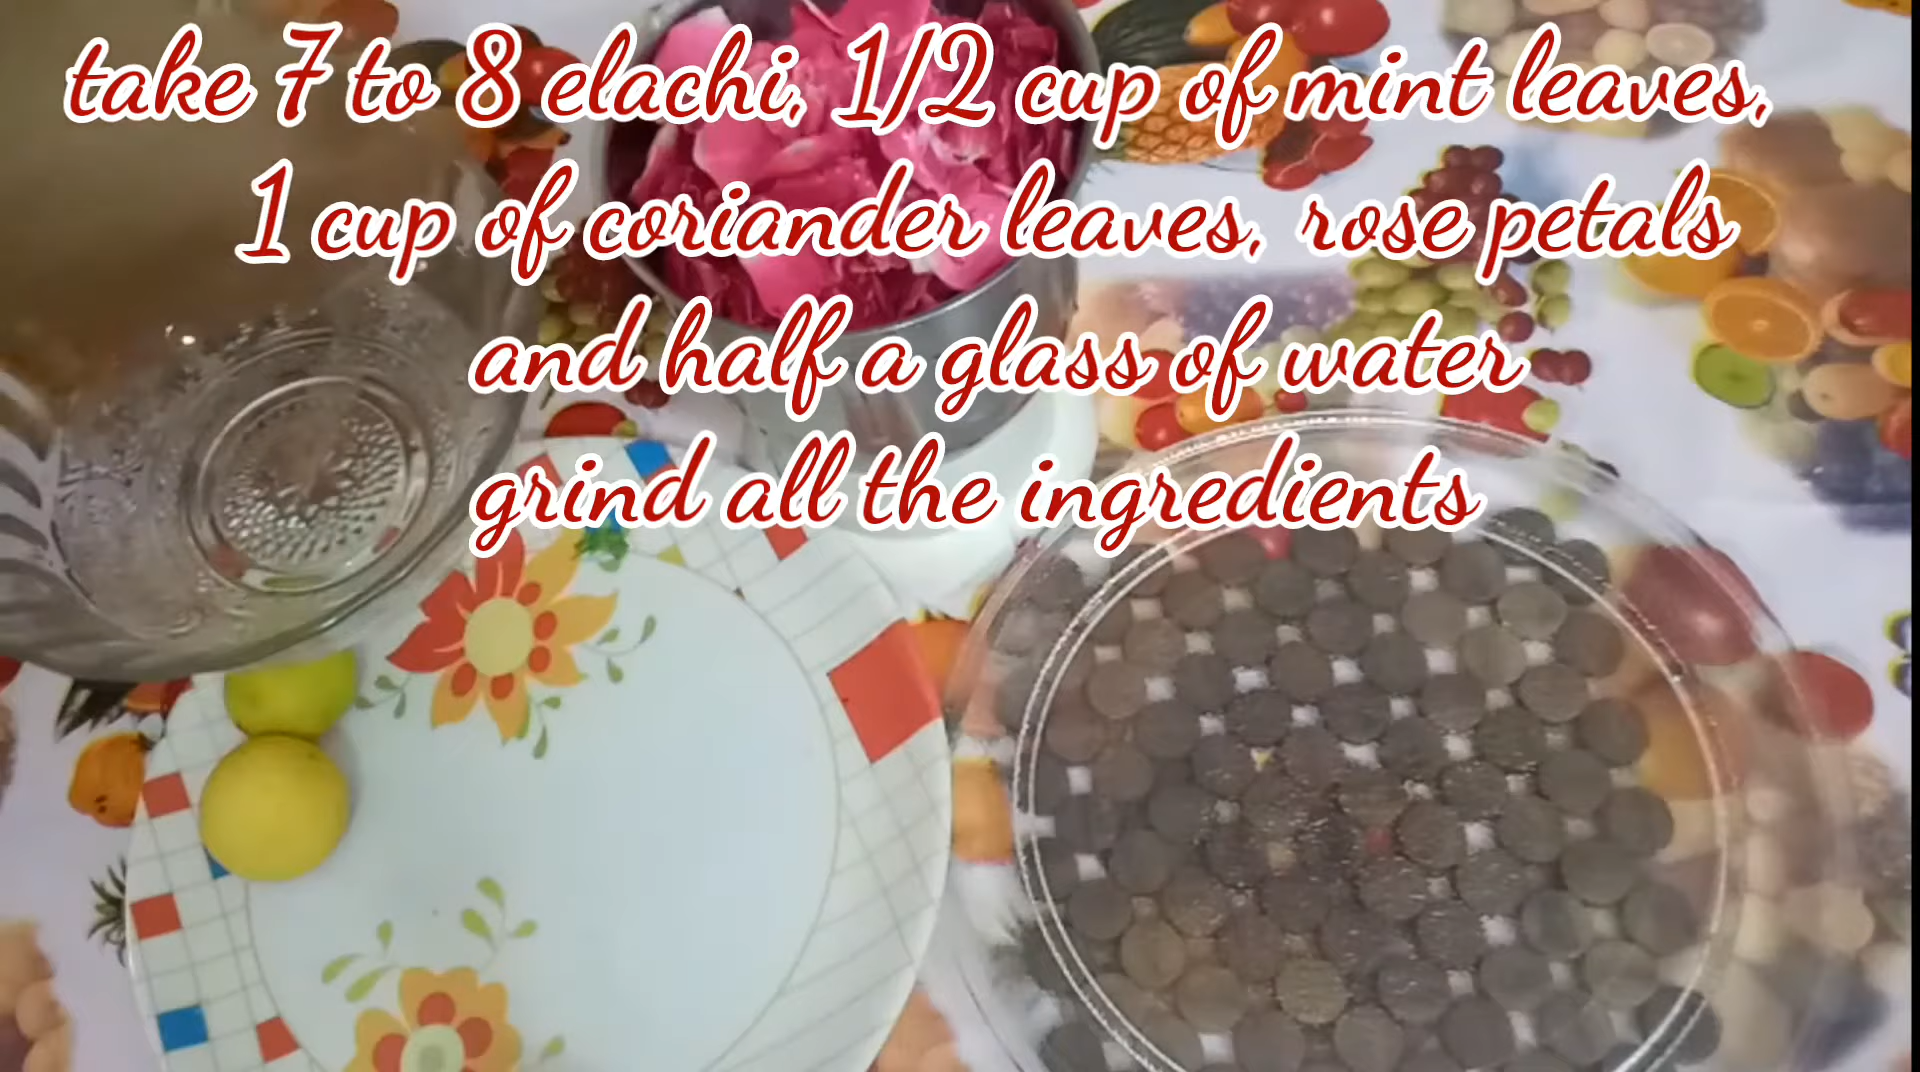 take 7 to 8 elachi, 1/2 cup of mint leaves,
1 cup of coriander leaves, rose petals
and half a glass of water
grind all the ingredients